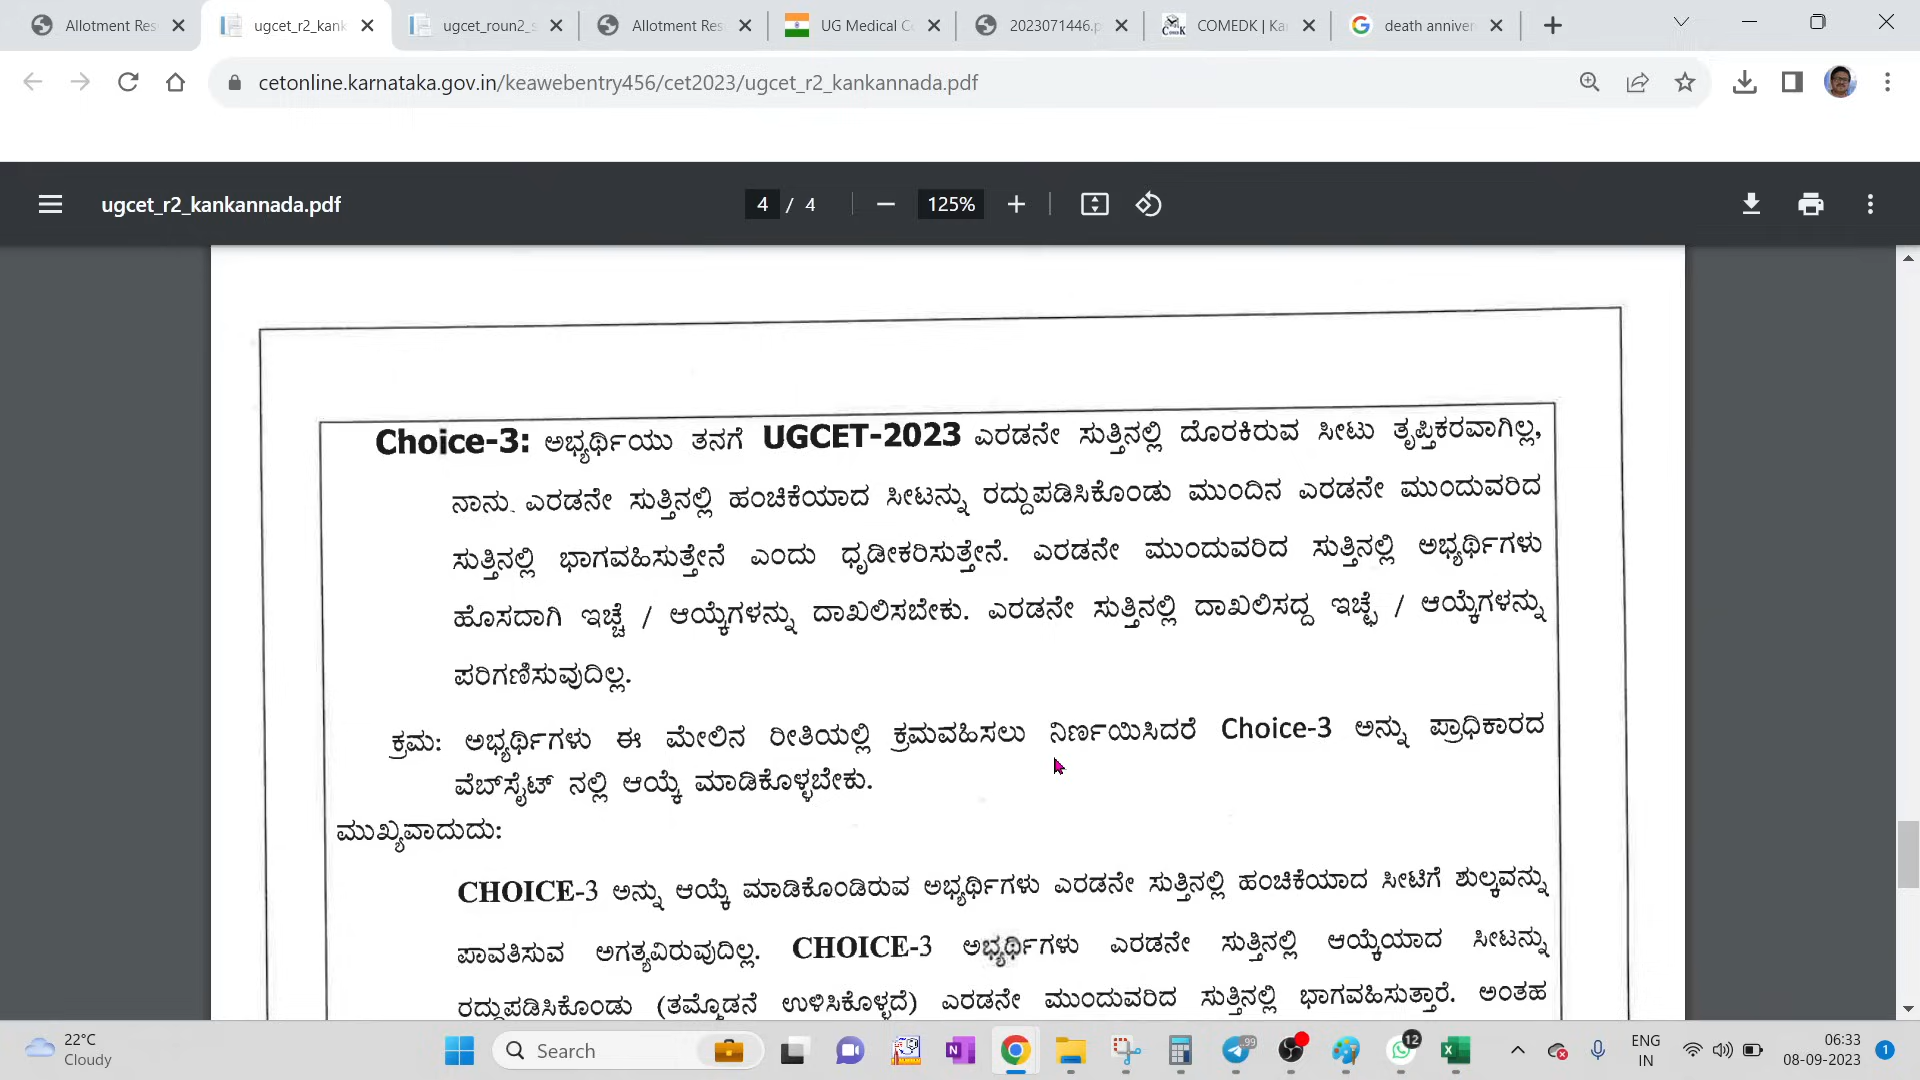 Allotment Res
ugcet_r2_kank
ugcet_roun2_s
Allotment Res
UG Medical Co
2023071446.p
COMEDK | Ka
death anniver
cetonline.karnataka.gov.in/keawebentry456/cet2023/ugcet_r2_kankannada.pdf
ugcet_r2_kankannada.pdf
4 / 4
125%
Choice-3: ಅಭ್ಯರ್ಥಿಯು ತನಗೆ UGCET-2023 ಎರಡನೇ ಸುತ್ತಿನಲ್ಲಿ ದೊರಕಿರುವ ಸೀಟು ತೃಪ್ತಿಕರವಾಗಿಲ್ಲ,
ನಾನು ಎರಡನೇ ಸುತ್ತಿನಲ್ಲಿ ಹಂಚಿಕೆಯಾದ ಸೀಟನ್ನು ರದ್ದುಪಡಿಸಿಕೊಂಡು ಮುಂದಿನ ಎರಡನೇ ಮುಂದುವರಿದ
ಸುತ್ತಿನಲ್ಲಿ ಭಾಗವಹಿಸುತ್ತೇನೆ ಎಂದು ಧೃಡೀಕರಿಸುತ್ತೇನೆ. ಎರಡನೇ ಮುಂದುವರಿದ ಸುತ್ತಿನಲ್ಲಿ ಅಭ್ಯರ್ಥಿಗಳು
ಹೊಸದಾಗಿ ಇಚ್ಚೆ / ಆಯ್ಕೆಗಳನ್ನು ದಾಖಲಿಸಬೇಕು. ಎರಡನೇ ಸುತ್ತಿನಲ್ಲಿ ದಾಖಲಿಸಿದ್ದ ಇಚ್ಛೆ / ಆಯ್ಕೆಗಳನ್ನು
ಪರಿಗಣಿಸುವುದಿಲ್ಲ.
ಕ್ರಮ: ಅಭ್ಯರ್ಥಿಗಳು ಈ ಮೇಲಿನ ರೀತಿಯಲ್ಲಿ ಕ್ರಮವಹಿಸಲು ನಿರ್ಣಯಿಸಿದರೆ Choice-3 ಅನ್ನು ಪ್ರಾಧಿಕಾರದ
ವೆಬ್‌ಸೈಟ್ ನಲ್ಲಿ ಆಯ್ಕೆ ಮಾಡಿಕೊಳ್ಳಬೇಕು.
ಮುಖ್ಯವಾದುದು:
CHOICE-3 ಅನ್ನು ಆಯ್ಕೆ ಮಾಡಿಕೊಂಡಿರುವ ಅಭ್ಯರ್ಥಿಗಳು ಎರಡನೇ ಸುತ್ತಿನಲ್ಲಿ ಹಂಚಿಕೆಯಾದ ಸೀಟಿಗೆ ಶುಲ್ಕವನ್ನು
ಪಾವತಿಸುವ ಅಗತ್ಯವಿರುವುದಿಲ್ಲ. CHOICE-3 ಅಭ್ಯರ್ಥಿಗಳು ಎರಡನೇ ಸುತ್ತಿನಲ್ಲಿ ಆಯ್ಕೆಯಾದ ಸೀಟನ್ನು
ರದ್ದುಪಡಿಸಿಕೊಂಡು (ತಮ್ಮೊಡನೆ ಉಳಿಸಿಕೊಳ್ಳದೆ) ಎರಡನೇ ಮುಂದುವರಿದ ಸುತ್ತಿನಲ್ಲಿ ಭಾಗವಹಿಸುತ್ತಾರೆ. ಅಂತಹ
22°C
Cloudy
Search
99
12
ENG
IN
06:33
08-09-2023
1